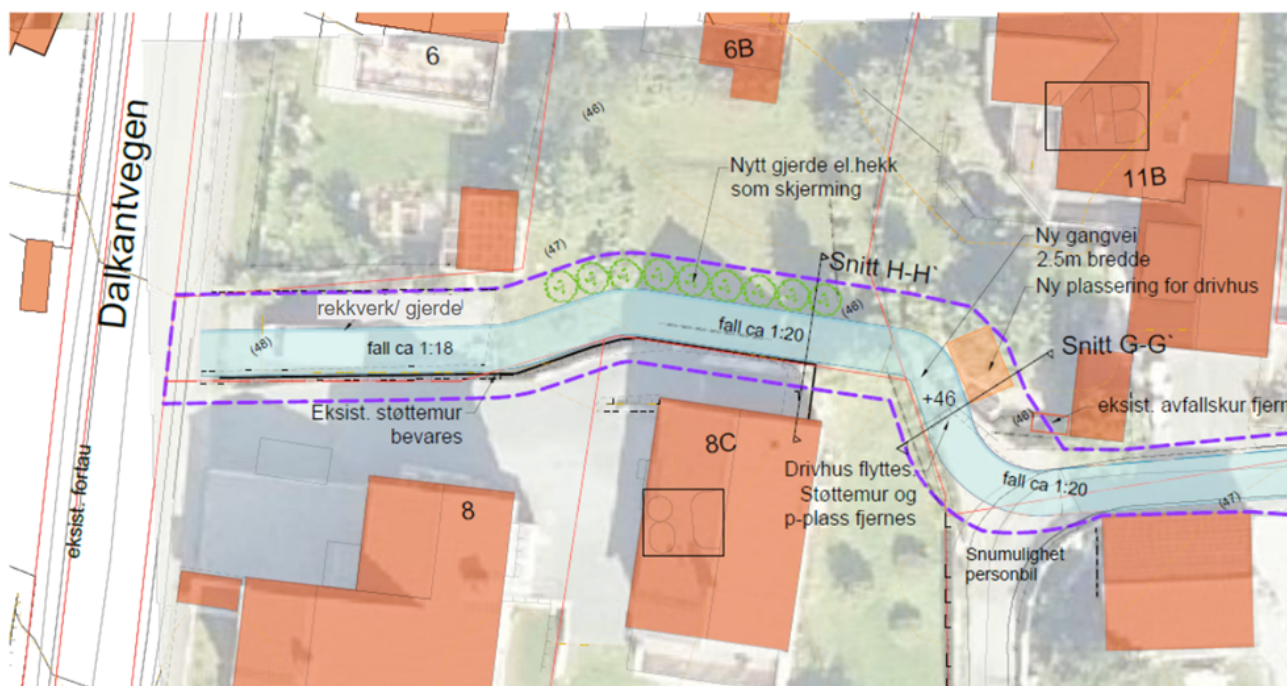 6
6B
11B
11B
Dalkantvegen
(46)
Nytt gjerde el.hekk
som skjerming
Ny gangvei
2.5m bredde
(47)
Snitt H-H`
Ny plassering for drivhus
rekkverk/ gjerde
(46)
fall ca 1:20
(48)
fall ca 1:18
Snitt G-G`
+46
eksist. avfallskur fjern
(46)
Eksist. støttemur
bevares
8C
8C
Drivhus flyttes.
Støttemur og
p-plass fjernes
fall ca 1:20
(47)
eksist. fortau
8
Snumulighet
personbil